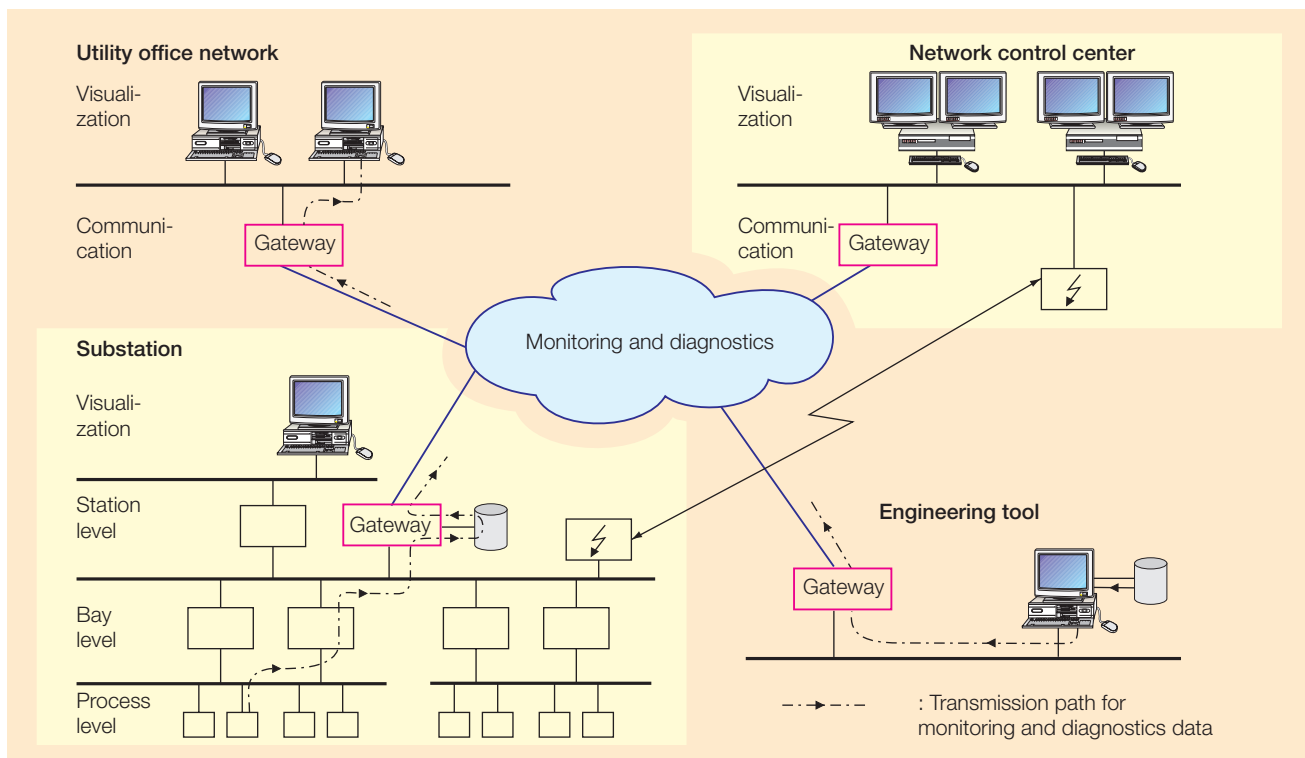 Utility office network
Visuali-
zation
Communi-
cation
Gateway
Network control center
Visuali-
zation
Communi-
cation
Gateway
Monitoring and diagnostics
Substation
Visuali-
zation
Station
level
Gateway
Bay
level
Process
level
Engineering tool
Gateway
: Transmission path for
monitoring and diagnostics data